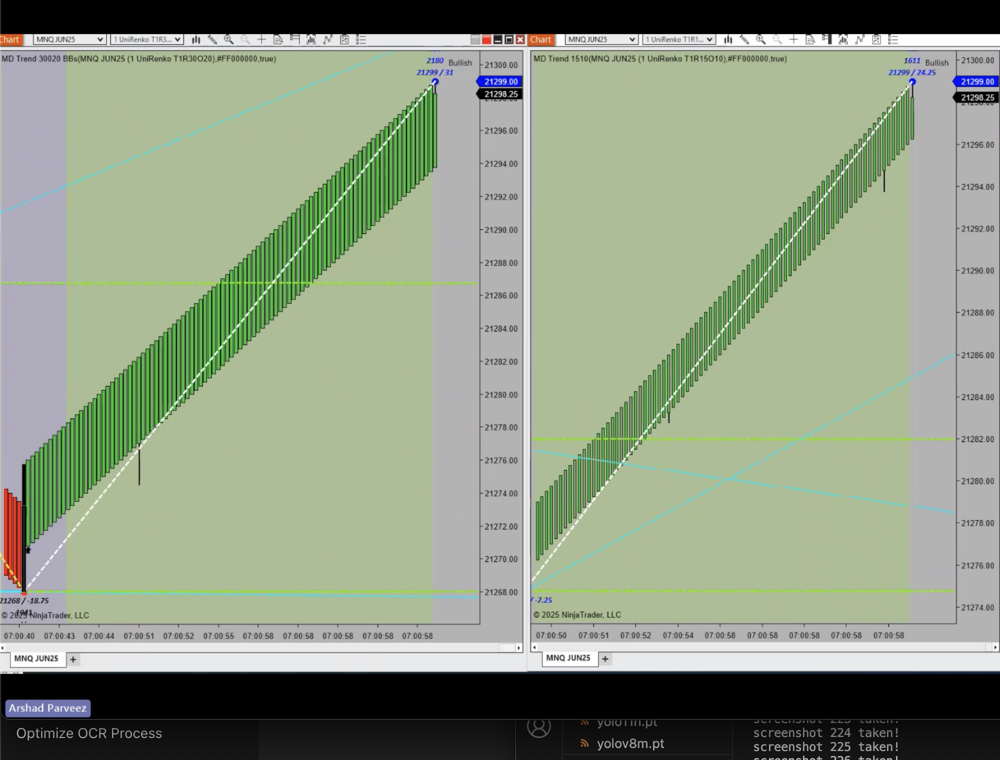 Chart MNQ JUN25 1 UniRenko T1R3...
Chart MNQ JUN25 1 UniRenko T1R1...
MD Trend 30020 BBs(MNQ JUN25 (1 UniRenko T1R30O20),#FF000000,true)
2180 Bullish
21299 / 31
21300.00
21299.00
21298.25
21296.00
21294.00
21292.00
21290.00
21288.00
21286.00
21284.00
21282.00
21280.00
21278.00
21276.00
21274.00
21272.00
21270.00
21268.00
21268 / -18.75
1941
© 2025 NinjaTrader, LLC
07:00:40 07:00:43 07:00:44 07:00:51 07:00:52 07:00:55 07:00:58 07:00:58 07:00:58 07:00:58 07:00:58
MNQ JUN25 +
MD Trend 1510(MNQ JUN25 (1 UniRenko T1R15O10),#FF000000,true)
1611 Bullish
21299 / 24.25
21300.00
21299.00
21298.25
21296.00
21294.00
21292.00
21290.00
21288.00
21286.00
21284.00
21282.00
21280.00
21278.00
21276.00
21274.00
/ -7.25
© 2025 NinjaTrader, LLC
07:00:50 07:00:51 07:00:52 07:00:54 07:00:58 07:00:58 07:00:58 07:00:58 07:00:58
MNQ JUN25 +
Arshad Parveez
Optimize OCR Process
yolo11n.pt
yolov8m.pt
screenshot 223 taken!
screenshot 224 taken!
screenshot 225 taken!
screenshot 226 taken!